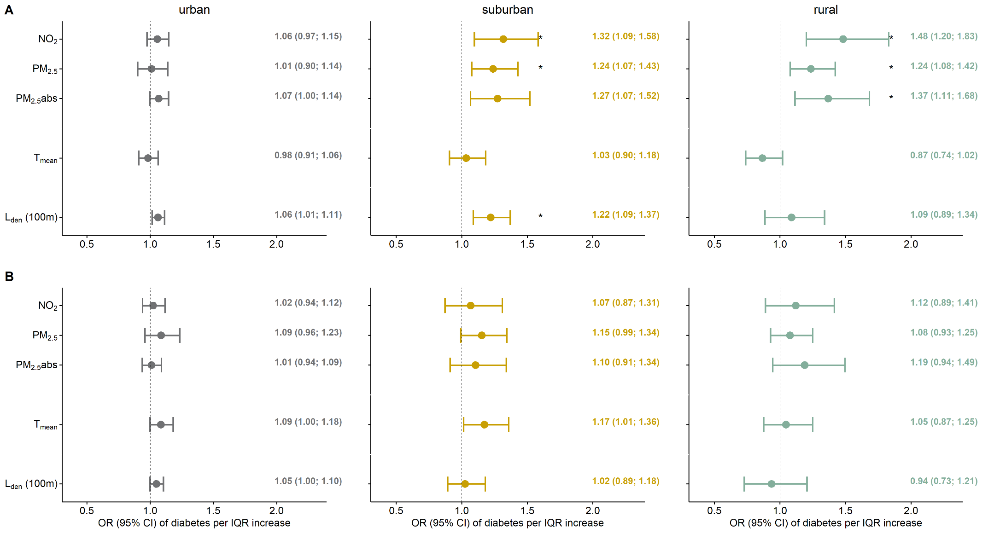 A urban suburban rural
NO2 1.06 (0.97; 1.15) * 1.32 (1.09; 1.58) * 1.48 (1.20; 1.83)
PM2.5 1.01 (0.90; 1.14) * 1.24 (1.07; 1.43) * 1.24 (1.08; 1.42)
PM2.5abs 1.07 (1.00; 1.14) 1.27 (1.07; 1.52) * 1.37 (1.11; 1.68)
Tmean 0.98 (0.91; 1.06) 1.03 (0.90; 1.18) 0.87 (0.74; 1.02)
Lden (100m) 1.06 (1.01; 1.11) * 1.22 (1.09; 1.37) 1.09 (0.89; 1.34)
0.5 1.0 1.5 2.0 0.5 1.0 1.5 2.0 0.5 1.0 1.5 2.0
B
NO2 1.02 (0.94; 1.12) 1.07 (0.87; 1.31) 1.12 (0.89; 1.41)
PM2.5 1.09 (0.96; 1.23) 1.15 (0.99; 1.34) 1.08 (0.93; 1.25)
PM2.5abs 1.01 (0.94; 1.09) 1.10 (0.91; 1.34) 1.19 (0.94; 1.49)
Tmean 1.09 (1.00; 1.18) 1.17 (1.01; 1.36) 1.05 (0.87; 1.25)
Lden (100m) 1.05 (1.00; 1.10) 1.02 (0.89; 1.18) 0.94 (0.73; 1.21)
0.5 1.0 1.5 2.0 0.5 1.0 1.5 2.0 0.5 1.0 1.5 2.0
OR (95% CI) of diabetes per IQR increase OR (95% CI) of diabetes per IQR increase OR (95% CI) of diabetes per IQR increase